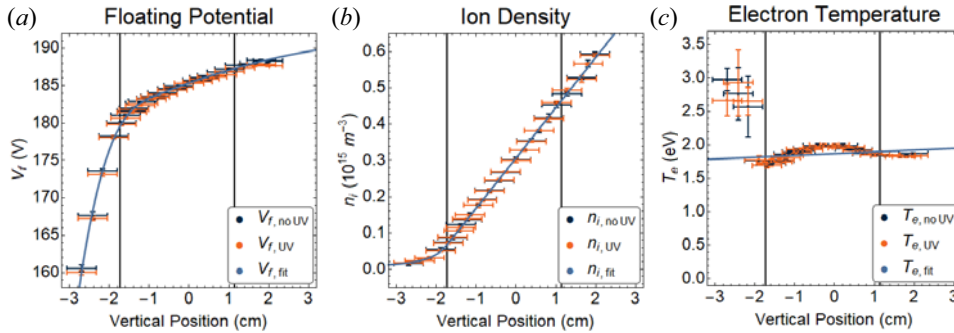 (a) Floating Potential
190
185
180
175
170
165
160
V_f (V)
V_f, no UV
V_f, UV
V_f, fit
−3 −2 −1 0 1 2 3
Vertical Position (cm)
(b) Ion Density
0.6
0.5
0.4
0.3
0.2
0.1
0.0
n_i (10^15 m^−3)
n_i, no UV
n_i, UV
n_i, fit
−3 −2 −1 0 1 2 3
Vertical Position (cm)
(c) Electron Temperature
3.5
3.0
2.5
2.0
1.5
1.0
0.5
0.0
T_e (eV)
T_e, no UV
T_e, UV
T_e, fit
−3 −2 −1 0 1 2 3
Vertical Position (cm)